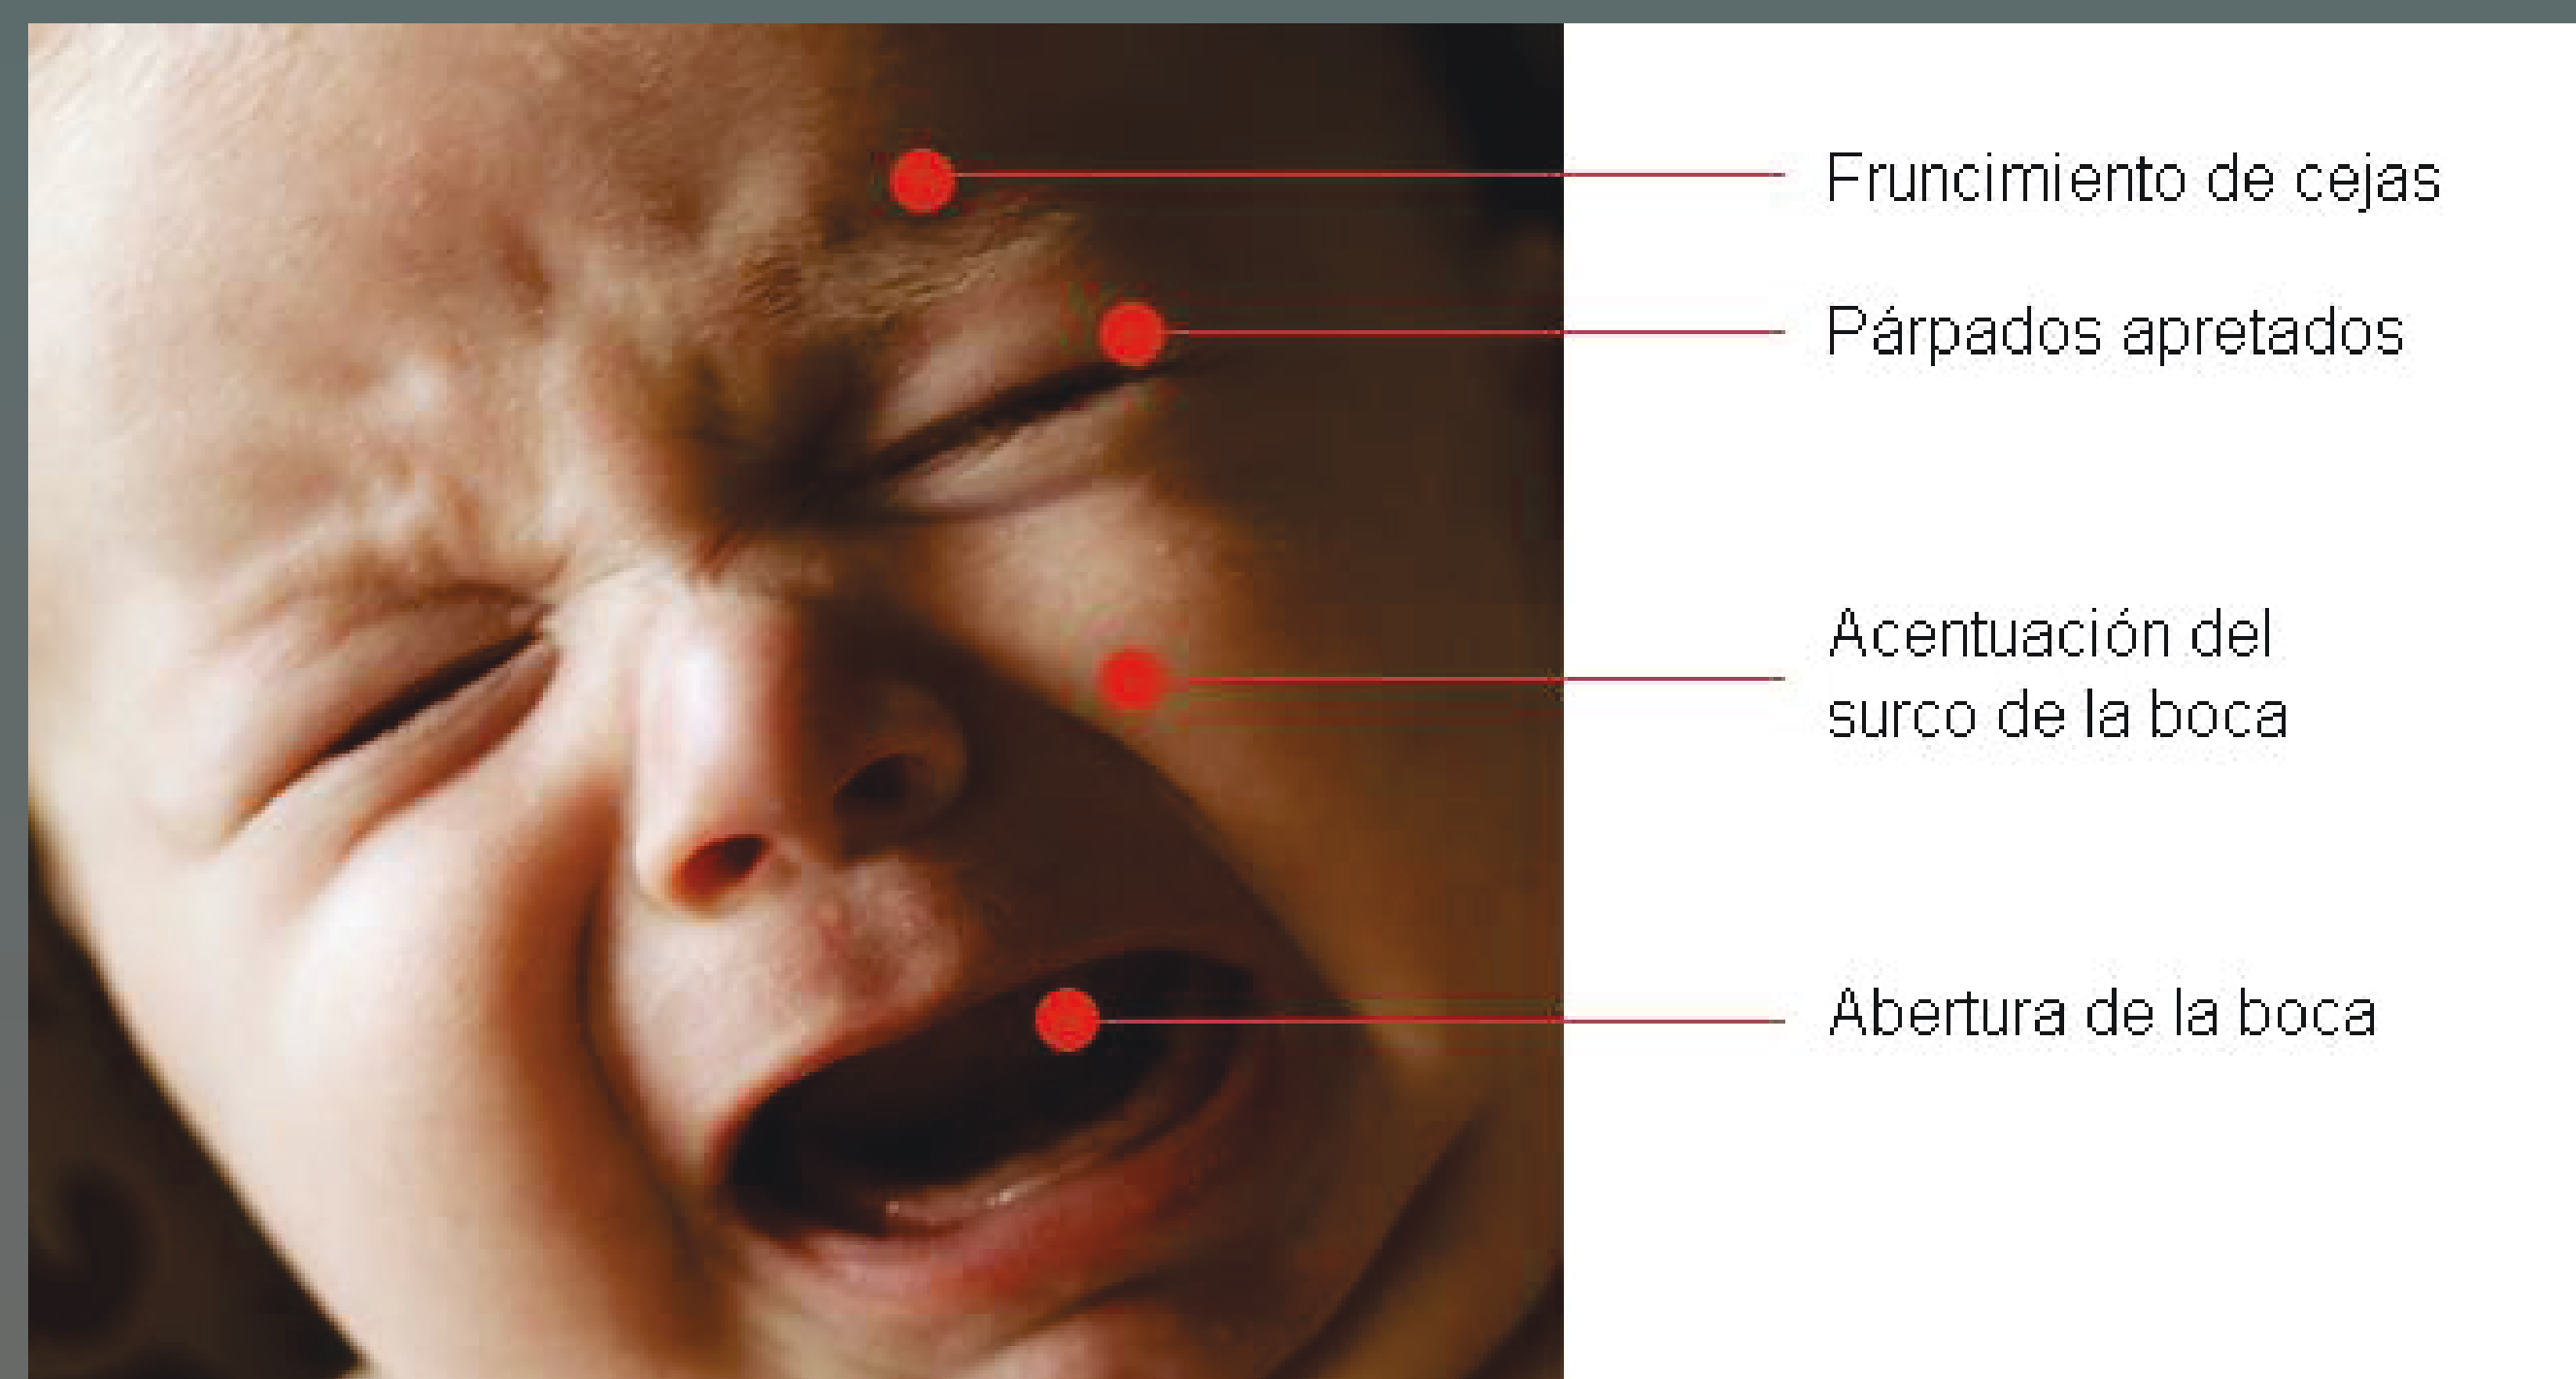 Fruncimiento de cejas
Párpados apretados
Acentuación del
surco de la boca
Abertura de la boca